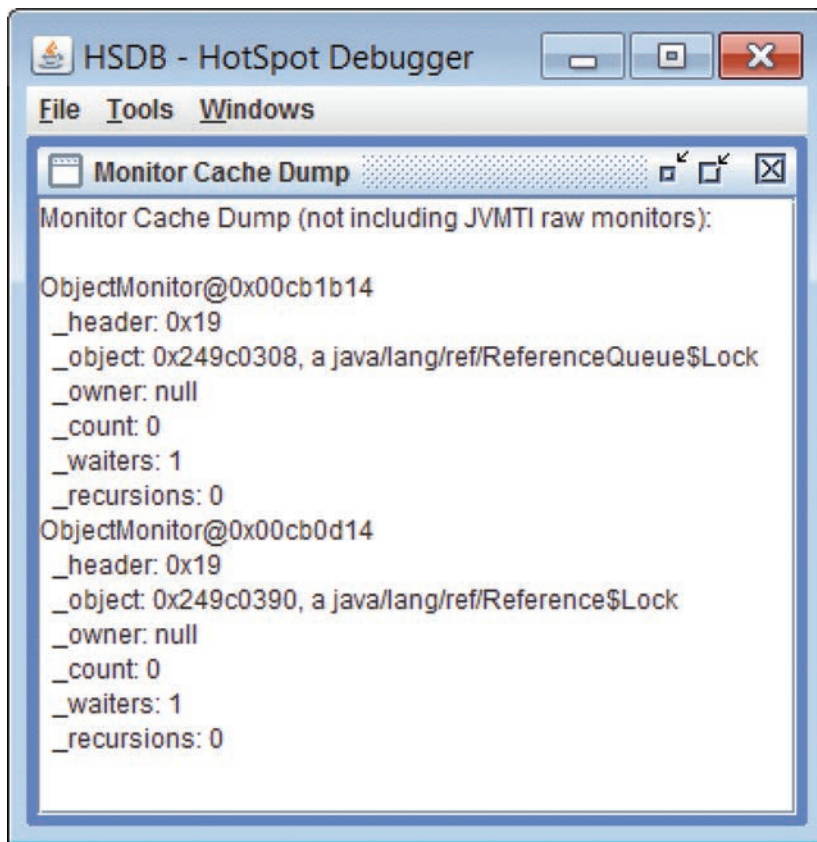 HSDB - HotSpot Debugger
File Tools Windows
Monitor Cache Dump
Monitor Cache Dump (not including JVMTI raw monitors):
ObjectMonitor@0x00cb1b14
_header: 0x19
_object: 0x249c0308, a java/lang/ref/ReferenceQueue$Lock
_owner: null
_count: 0
_waiters: 1
_recursions: 0
ObjectMonitor@0x00cb0d14
_header: 0x19
_object: 0x249c0390, a java/lang/ref/Reference$Lock
_owner: null
_count: 0
_waiters: 1
_recursions: 0